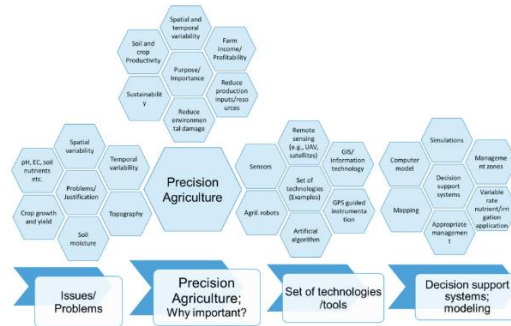 Spatial and
temporal
variability
Soil and
crop
Productivity
Farm
income/
Profitability
Purpose/
Importance
Sustainabilit
y
Reduce
production
inputs/reso
urces
Reduce
environmen
tal damage
Spatial
variability
pH, EC, soil
nutrients
etc.
Temporal
variability
Problems/
Justification
Crop growth
and yield
Topography
Soil
moisture
Precision
Agriculture
Remote
sensing
(e.g., UAV,
satellites)
Sensors
GIS/
Information
technology
Set of
technologies
(Examples)
Agril. robots
GPS guided
instrumenta
tion
Artificial
algorithm
Simulations
Computer
model
Manageme
nt zones
Decision
support
systems
Mapping
Variable
rate
nutrient/irri
gation
application
Appropriate
managemen
t
Issues/
Problems
Precision
Agriculture;
Why important?
Set of technologies
/tools
Decision support
systems;
modeling